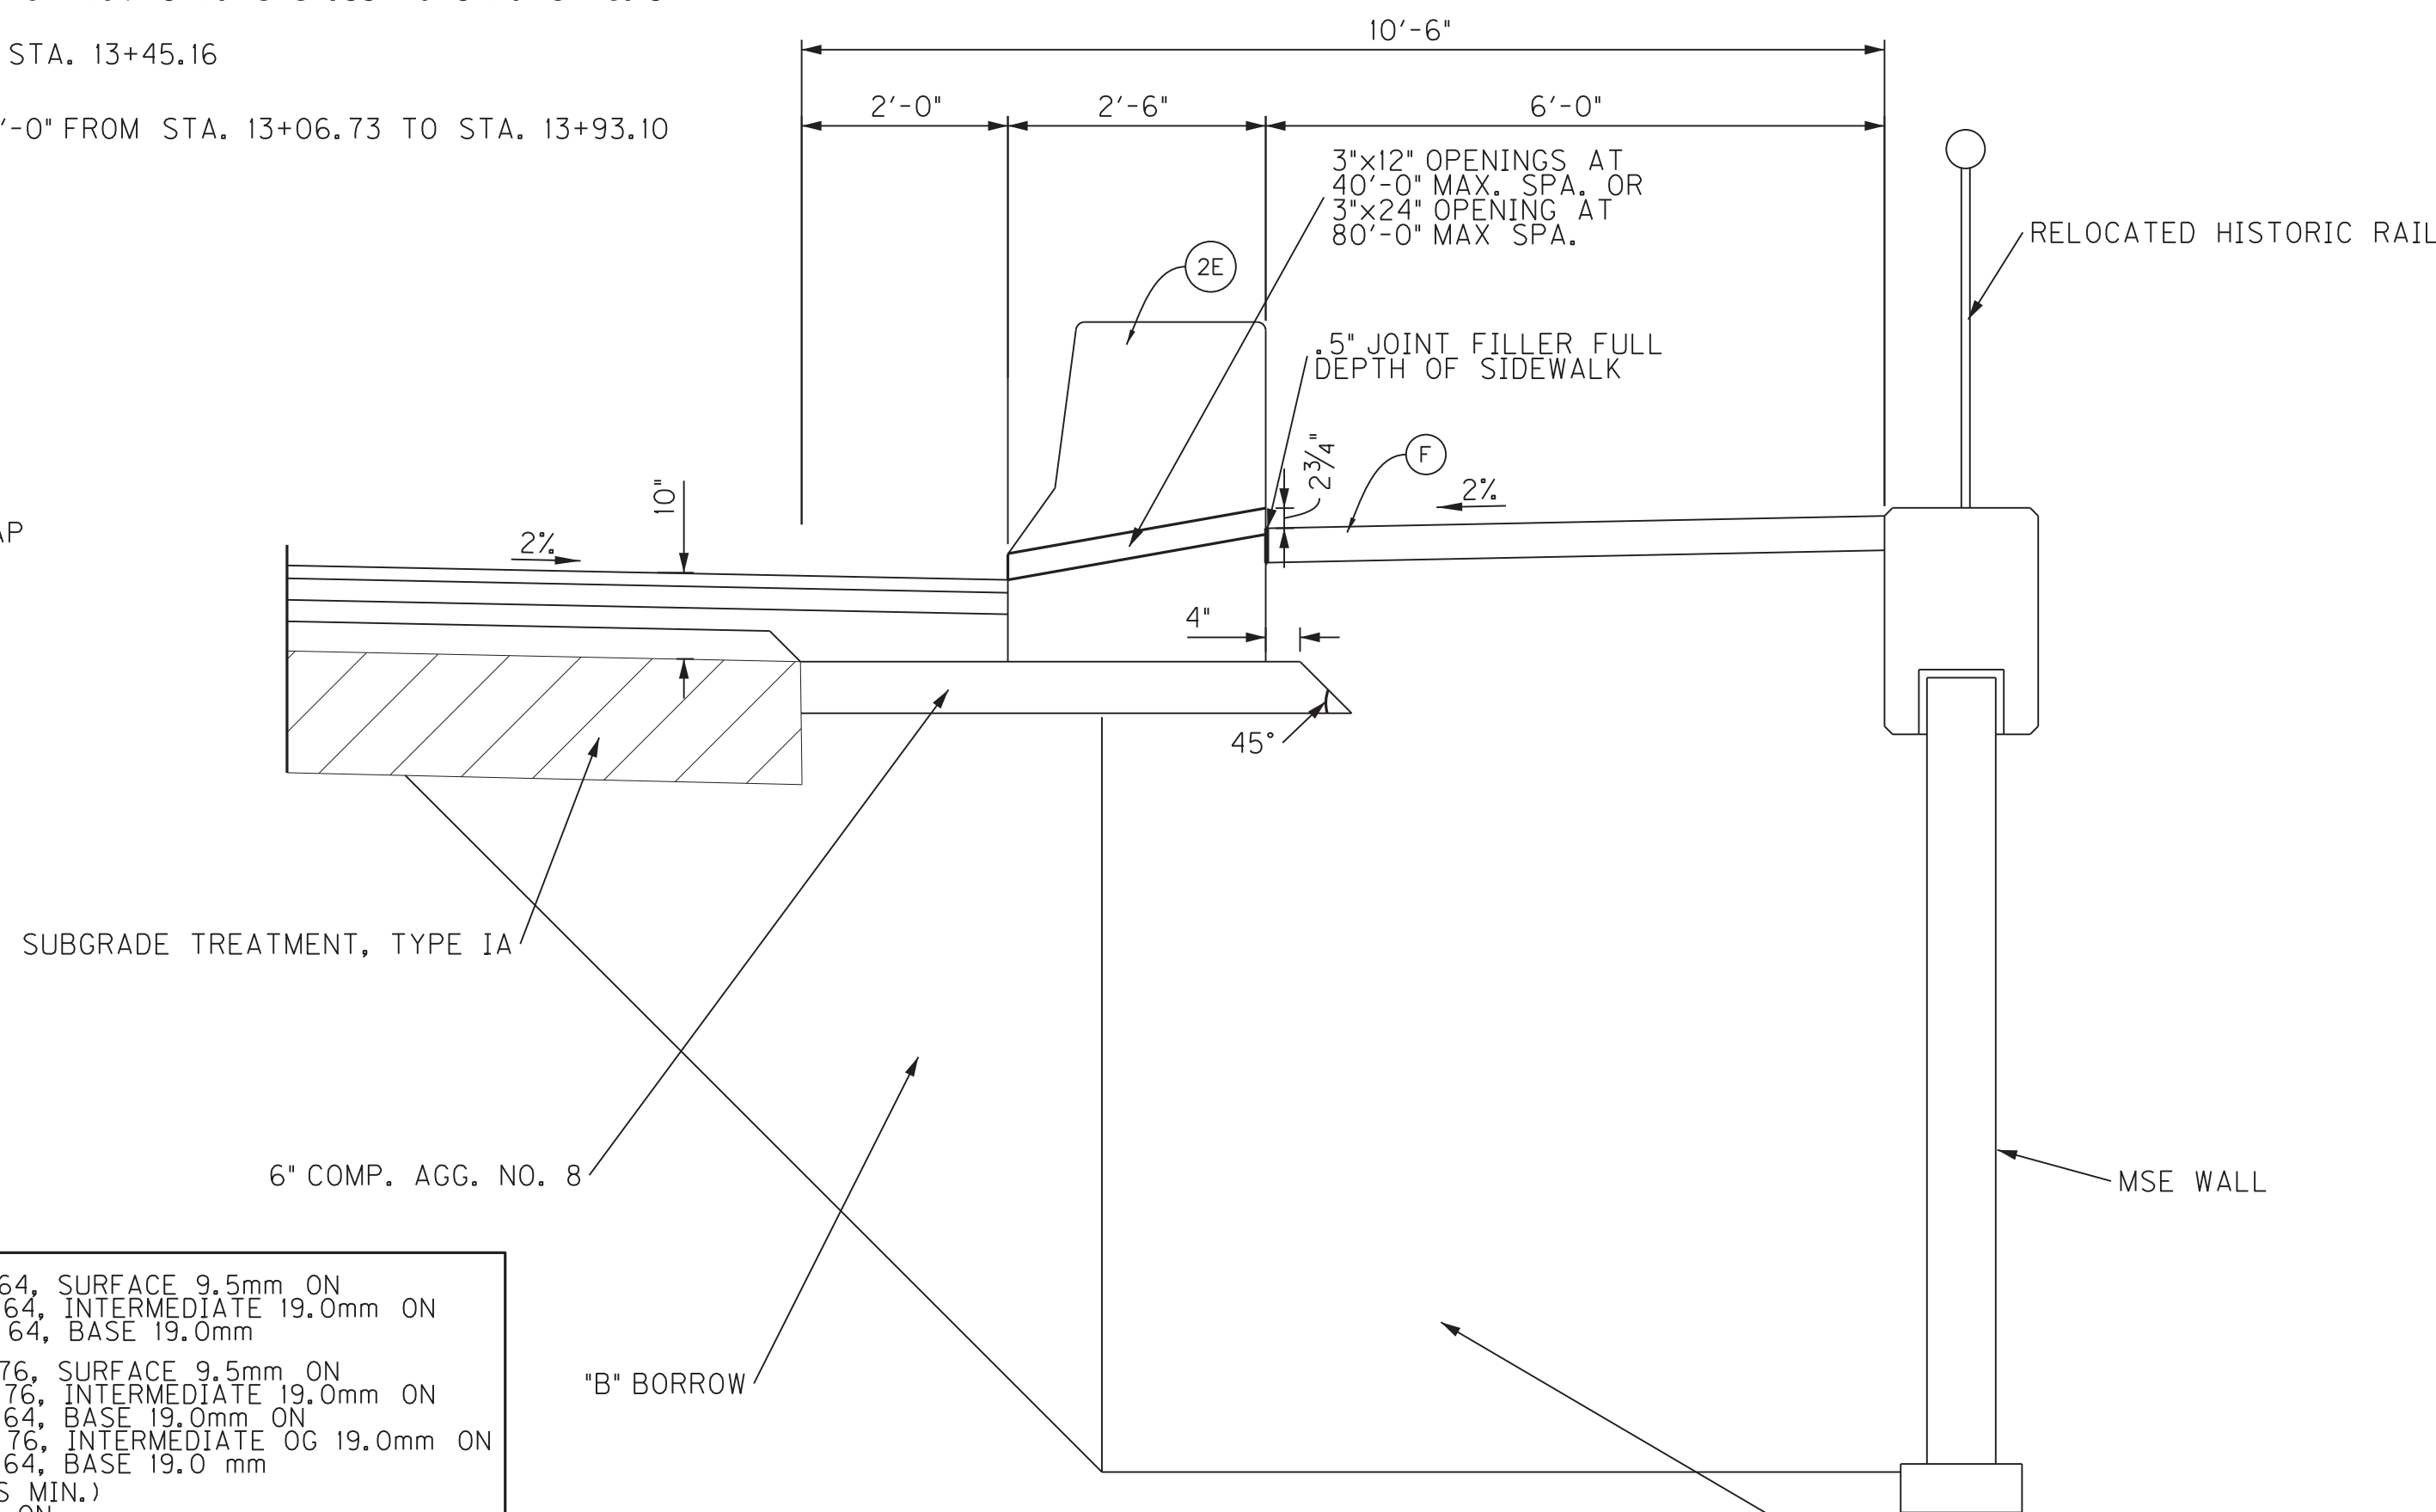 10'-6"
STA. 13+45.16
2'-0"
2'-6"
6'-0"
'-0" FROM STA. 13+06.73 TO STA. 13+93.10
3"x12" OPENINGS AT
40'-0" MAX. SPA. OR
3"x24" OPENING AT
80'-0" MAX SPA.
RELOCATED HISTORIC RAIL
2E
.5" JOINT FILLER FULL
DEPTH OF SIDEWALK
2 3/4"
F
2%
10"
AP
2%
4"
45°
SUBGRADE TREATMENT, TYPE IA
6" COMP. AGG. NO. 8
MSE WALL
"B" BORROW
64, SURFACE 9.5mm ON
64, INTERMEDIATE 19.0mm ON
64, BASE 19.0mm
76, SURFACE 9.5mm ON
76, INTERMEDIATE 19.0mm ON
64, BASE 19.0mm ON
76, INTERMEDIATE OG 19.0mm ON
64, BASE 19.0 mm
S MIN.)
ON